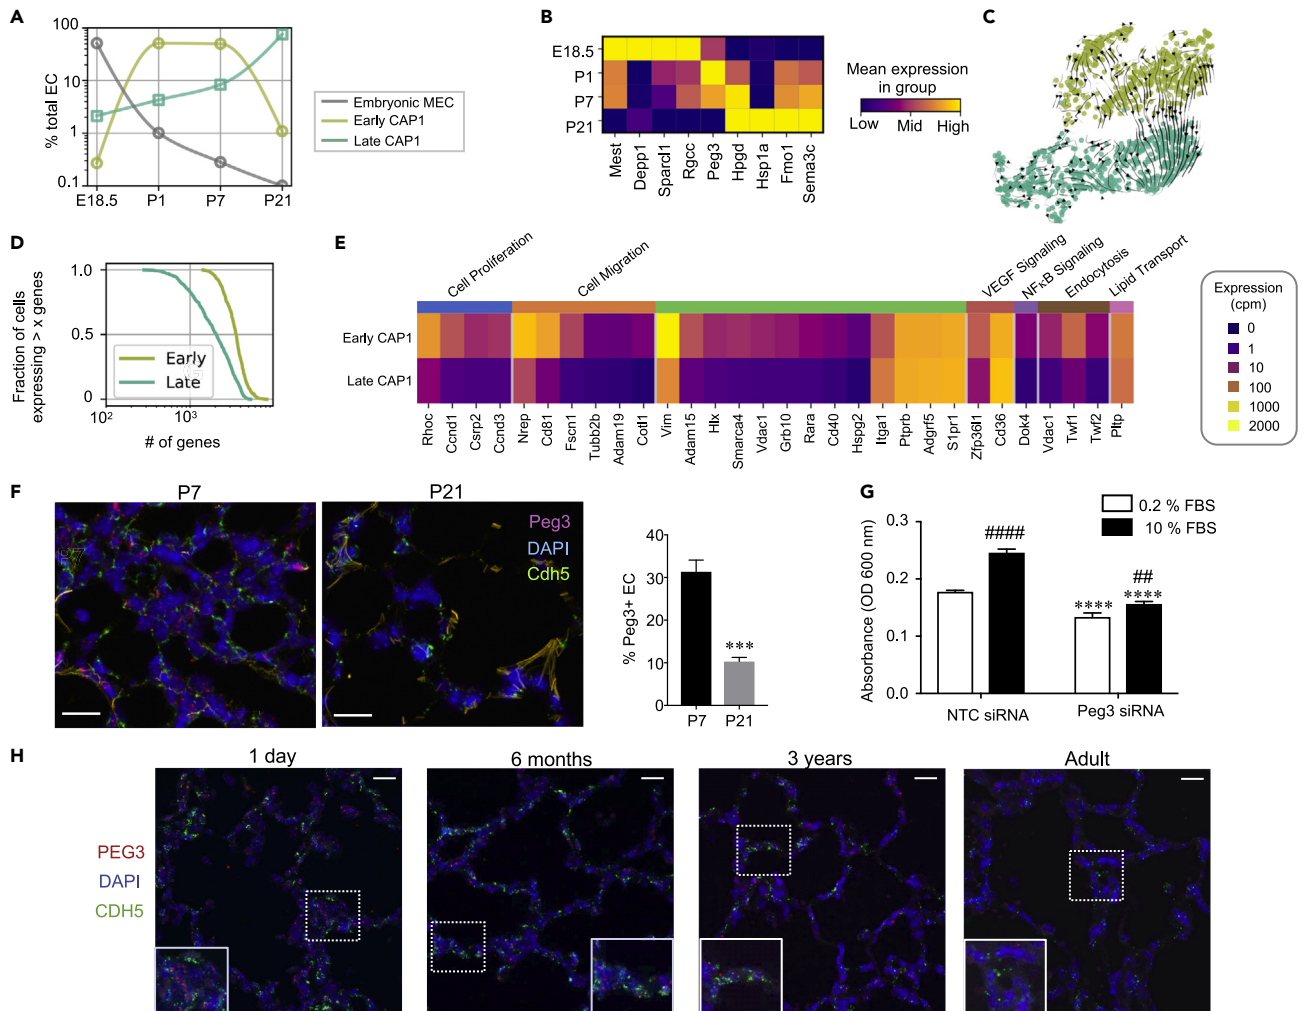 A
% total EC
100
10
1
0.1
E18.5
P1
P7
P21
Embryonic MEC
Early CAP1
Late CAP1
B
E18.5
P1
P7
P21
Mest
Depp1
Sparcl1
Rgcc
Peg3
Hpgd
Hsp1a
Fmo1
Sema3c
Mean expression
in group
Low
Mid
High
C
D
Fraction of cells
expressing > x genes
1.0
0.5
0
10²
10³
# of genes
Early
Late
E
Cell Proliferation
Cell Migration
VEGF Signaling
NFκB Signaling
Endocytosis
Lipid Transport
Early CAP1
Late CAP1
Rhoc
Ccnd1
Csrp2
Ccnd3
Nrep
Cd81
Fscn1
Tubb2b
Adam19
Cotl1
Vim
Adam15
Hlx
Smarca4
Vdac1
Grb10
Rara
Cd40
Hspg2
Itga1
Ptprb
Adgrf5
S1pr1
Zfp36l1
Cd36
Dok4
Vdac1
Twf1
Twf2
Pltp
Expression
(cpm)
0
1
10
100
1000
2000
F
P7
P21
Peg3
DAPI
Cdh5
% Peg3+ EC
40
30
20
10
0
***
P7
P21
G
0.2 % FBS
10 % FBS
Absorbance (OD 600 nm)
0.3
0.2
0.1
0.0
####
##
****
****
NTC siRNA
Peg3 siRNA
H
1 day
6 months
3 years
Adult
PEG3
DAPI
CDH5